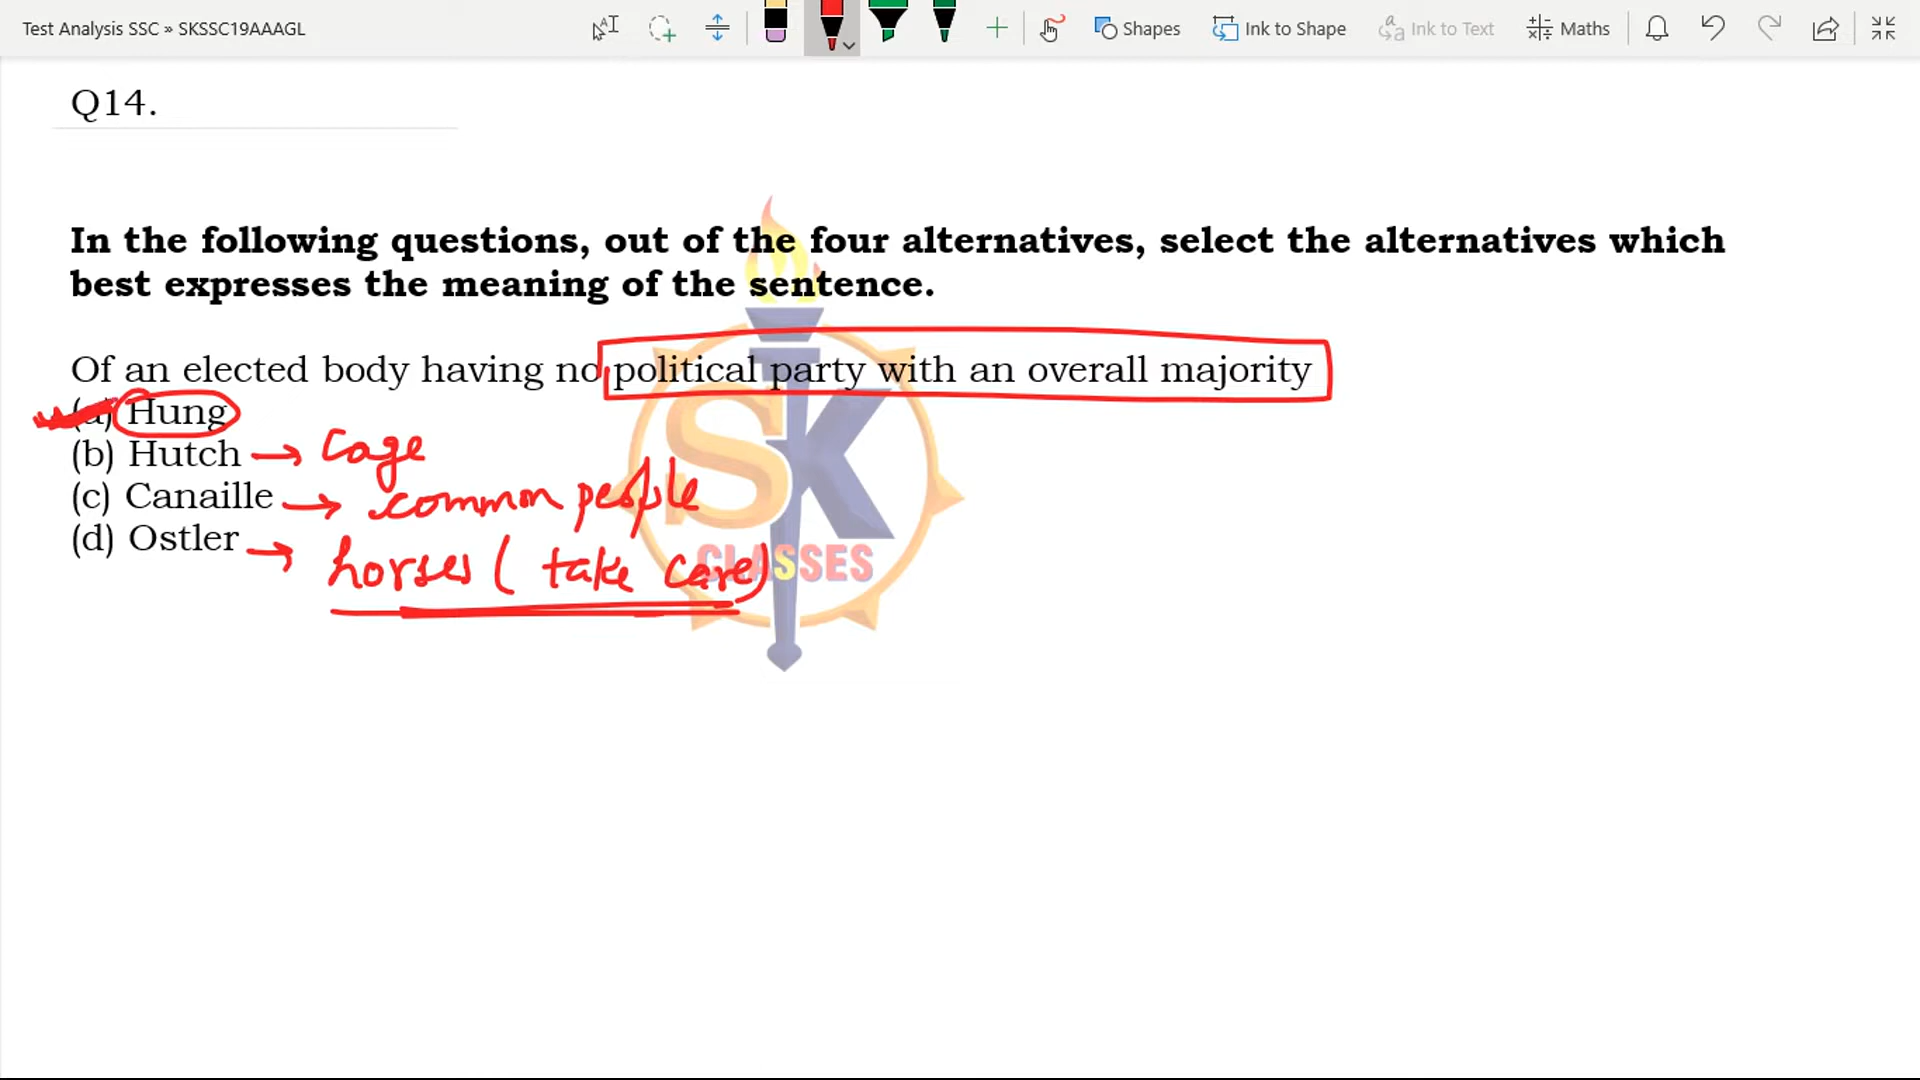 Test Analysis SSC » SKSSC19AAAGL
Shapes Ink to Shape Ink to Text Maths
Q14.
In the following questions, out of the four alternatives, select the alternatives which
best expresses the meaning of the sentence.
Of an elected body having no political party with an overall majority
(a) Hung
(b) Hutch → Cage
(c) Canaille → common people
(d) Ostler → horses (take care)
SK
CLASSES